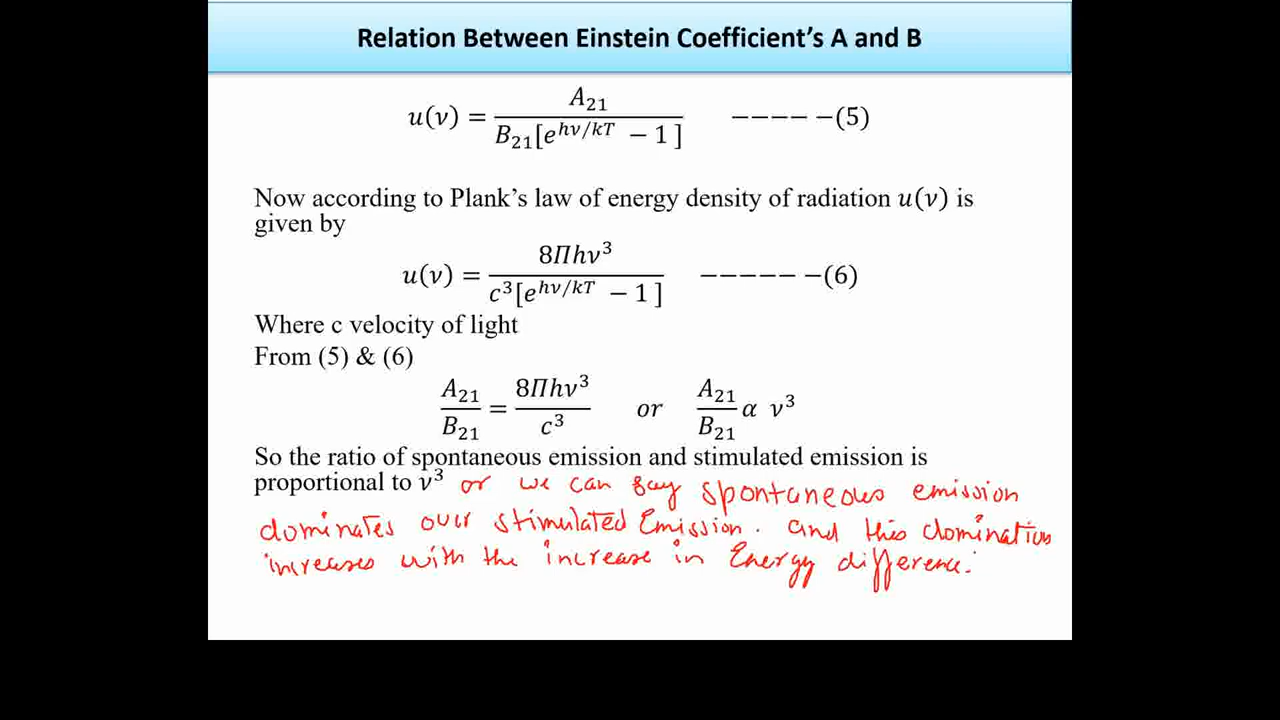 Relation Between Einstein Coefficient's A and B
u(ν) = A₂₁ / B₂₁[e^{hν/kT} − 1] −−−−−(5)
Now according to Plank's law of energy density of radiation u(ν) is
given by
u(ν) = 8Πhν³ / c³[e^{hν/kT} − 1] −−−−−−(6)
Where c velocity of light
From (5) & (6)
A₂₁/B₂₁ = 8Πhν³/c³ or A₂₁/B₂₁ α ν³
So the ratio of spontaneous emission and stimulated emission is
proportional to ν³ or we can say spontaneous emission
dominates over stimulated Emission. and this domination
increases with the increase in Energy difference.